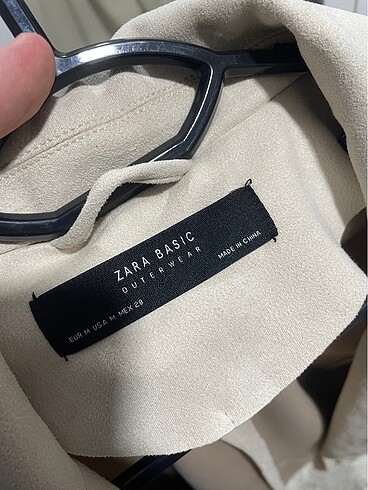 ZARA BASIC
OUTERWEAR
MADE IN CHINA
EUR M USA M MEX 28